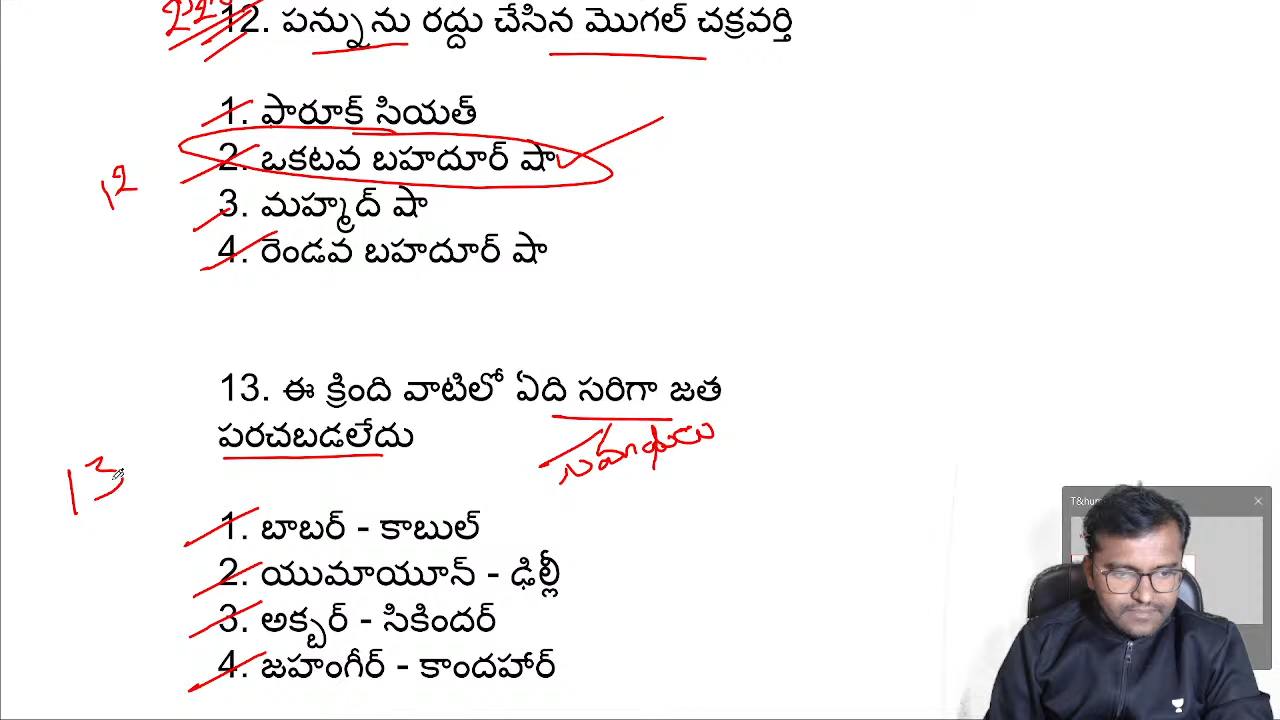 12. పన్నును రద్దు చేసిన మొగల్ చక్రవర్తి
1. ఫారూక్ సియత్
2. ఒకటవ బహదూర్ షా
12
3. మహ్మద్ షా
4. రెండవ బహదూర్ షా
13. ఈ క్రింది వాటిలో ఏది సరిగా జత
పరచబడలేదు
సమాధులు
13
1. బాబర్ - కాబుల్
2. యుమాయూన్ - ఢిల్లీ
3. అక్బర్ - సికిందర్
4. జహంగీర్ - కాందహార్